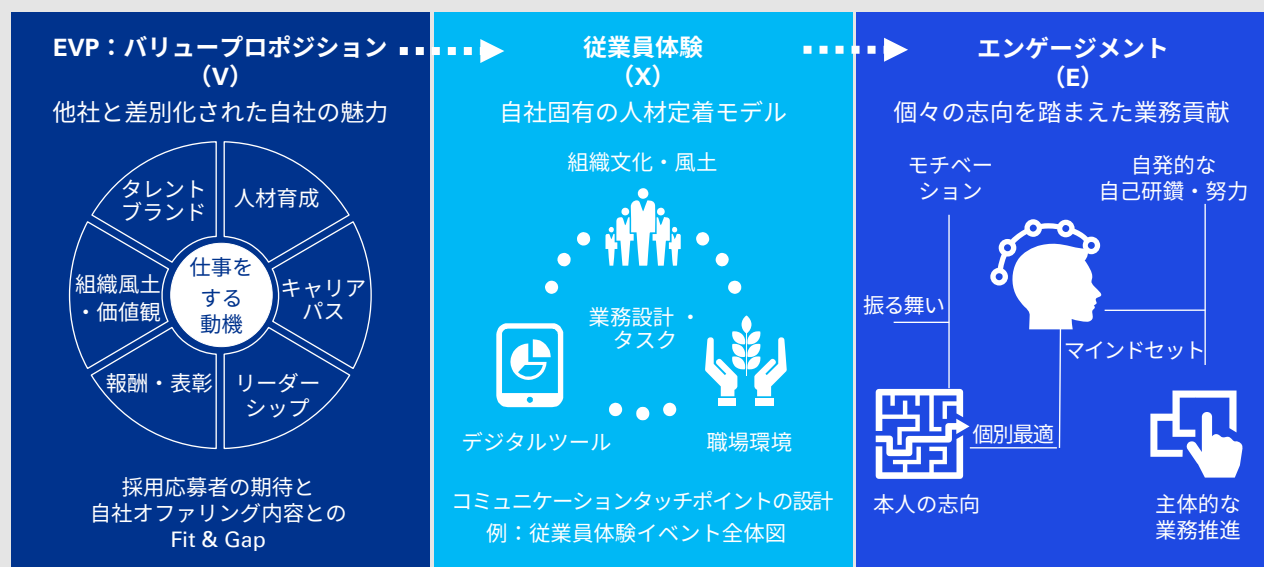 EVP：バリュープロポジション
（V）
他社と差別化された自社の魅力
タレント
ブランド
人材育成
組織風土
・価値観
仕事を
する
動機
キャリア
パス
報酬・表彰
リーダー
シップ
採用応募者の期待と
自社オファリング内容との
Fit & Gap
従業員体験
（X）
自社固有の人材定着モデル
組織文化・風土
業務設計 ・
タスク
デジタルツール
職場環境
コミュニケーションタッチポイントの設計
例：従業員体験イベント全体図
エンゲージメント
（E）
個々の志向を踏まえた業務貢献
モチベー
ション
自発的な
自己研鑽・努力
振る舞い
マインドセット
個別最適
本人の志向
主体的な
業務推進